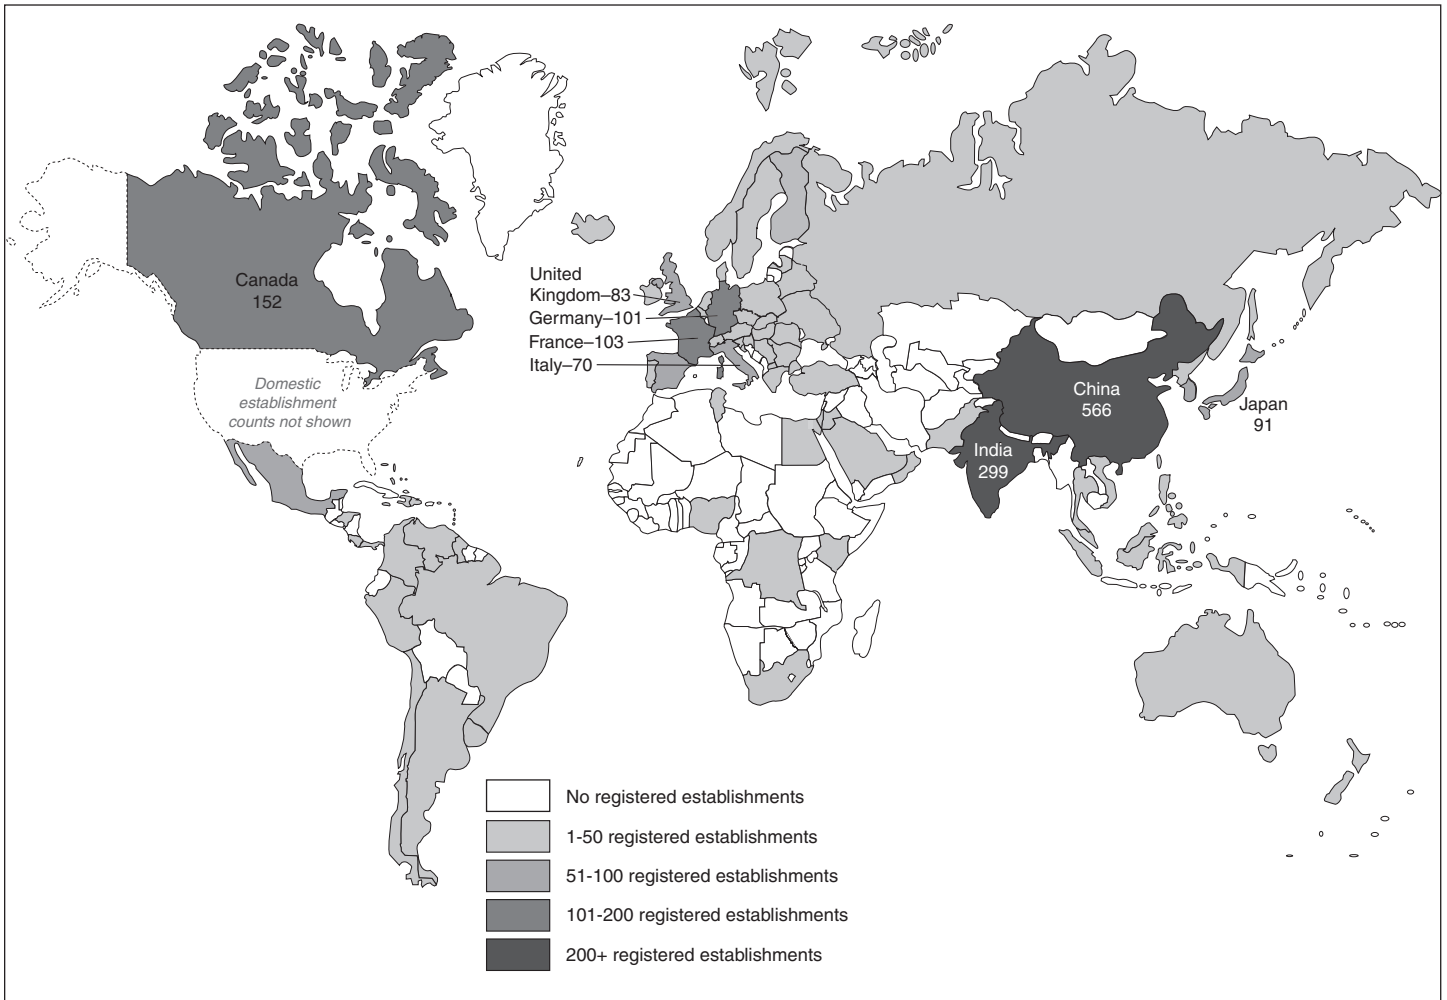 Canada
152
United
Kingdom–83
Germany–101
France–103
Italy–70
Domestic
establishment
counts not shown
China
566
India
299
Japan
91
No registered establishments
1-50 registered establishments
51-100 registered establishments
101-200 registered establishments
200+ registered establishments